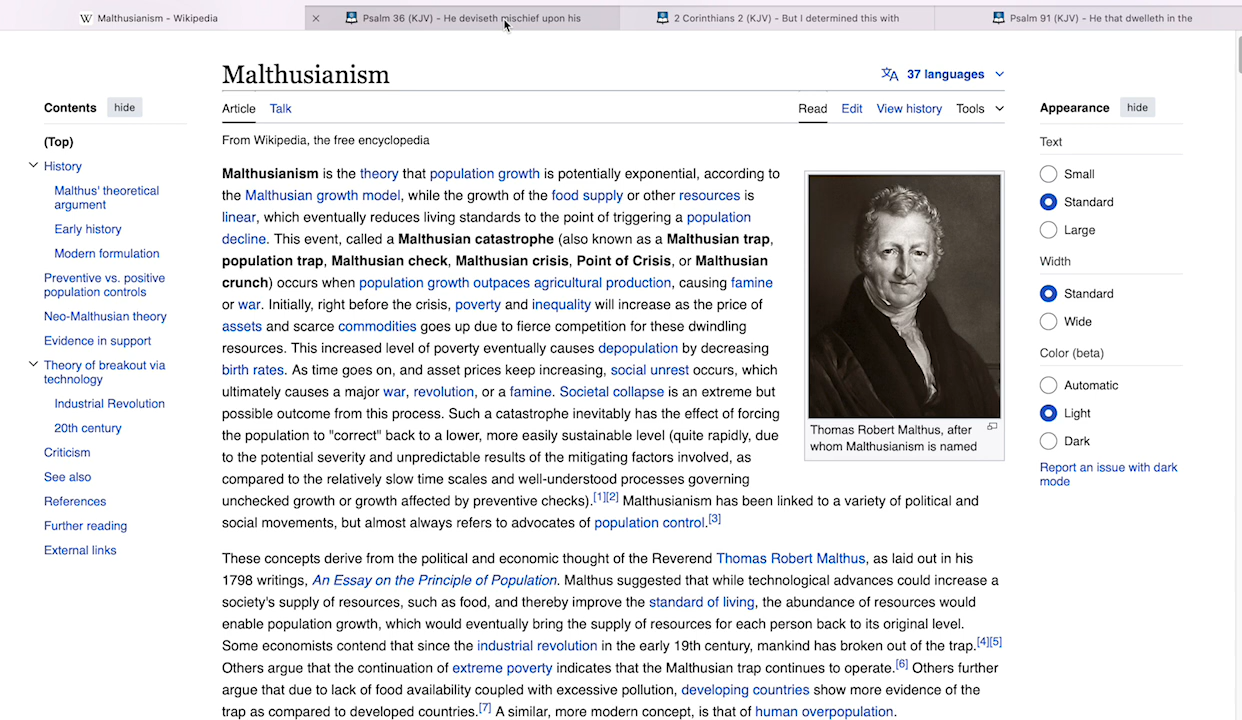 Malthusianism - Wikipedia
Psalm 36 (KJV) - He deviseth mischief upon his
2 Corinthians 2 (KJV) - But I determined this with
Psalm 91 (KJV) - He that dwelleth in the
Malthusianism
37 languages
Contents hide
Article Talk
Read Edit View history Tools
Appearance hide
From Wikipedia, the free encyclopedia
(Top)
History
Malthus' theoretical
argument
Early history
Modern formulation
Preventive vs. positive
population controls
Neo-Malthusian theory
Evidence in support
Theory of breakout via
technology
Industrial Revolution
20th century
Criticism
See also
References
Further reading
External links
Malthusianism is the theory that population growth is potentially exponential, according to
the Malthusian growth model, while the growth of the food supply or other resources is
linear, which eventually reduces living standards to the point of triggering a population
decline. This event, called a Malthusian catastrophe (also known as a Malthusian trap,
population trap, Malthusian check, Malthusian crisis, Point of Crisis, or Malthusian
crunch) occurs when population growth outpaces agricultural production, causing famine
or war. Initially, right before the crisis, poverty and inequality will increase as the price of
assets and scarce commodities goes up due to fierce competition for these dwindling
resources. This increased level of poverty eventually causes depopulation by decreasing
birth rates. As time goes on, and asset prices keep increasing, social unrest occurs, which
ultimately causes a major war, revolution, or a famine. Societal collapse is an extreme but
possible outcome from this process. Such a catastrophe inevitably has the effect of forcing
the population to "correct" back to a lower, more easily sustainable level (quite rapidly, due
to the potential severity and unpredictable results of the mitigating factors involved, as
compared to the relatively slow time scales and well-understood processes governing
unchecked growth or growth affected by preventive checks).[1][2] Malthusianism has been linked to a variety of political and
social movements, but almost always refers to advocates of population control.[3]
Thomas Robert Malthus, after
whom Malthusianism is named
These concepts derive from the political and economic thought of the Reverend Thomas Robert Malthus, as laid out in his
1798 writings, An Essay on the Principle of Population. Malthus suggested that while technological advances could increase a
society's supply of resources, such as food, and thereby improve the standard of living, the abundance of resources would
enable population growth, which would eventually bring the supply of resources for each person back to its original level.
Some economists contend that since the industrial revolution in the early 19th century, mankind has broken out of the trap.[4][5]
Others argue that the continuation of extreme poverty indicates that the Malthusian trap continues to operate.[6] Others further
argue that due to lack of food availability coupled with excessive pollution, developing countries show more evidence of the
trap as compared to developed countries.[7] A similar, more modern concept, is that of human overpopulation.
Text
Small
Standard
Large
Width
Standard
Wide
Color (beta)
Automatic
Light
Dark
Report an issue with dark
mode